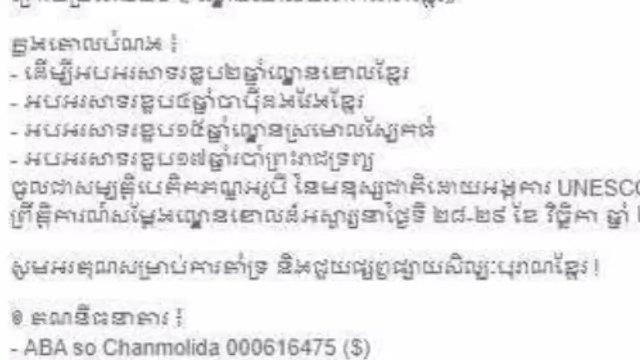 ក្នុងគោលបំណង ៖
- ដើម្បីអបអរសាទរខួប២ឆ្នាំល្ខោនខោលខ្មែរ
- អបអរសាទរខួប៤ឆ្នាំចាប៉ីដងវែងខ្មែរ
- អបអរសាទរខួប១៥ឆ្នាំល្ខោនស្រមោលស្បែកធំ
- អបអរសាទរខួប១៧ឆ្នាំរបាំព្រះរាជទ្រព្យ
ចូលជាសម្បត្តិបេតិកភណ្ឌអរូបី នៃមនុស្សជាតិដោយអង្គការ UNESCO
ព្រឹត្តិការណ៍សម្តែងល្ខោនខោលដ៏អស្ចារ្យនាថ្ងៃទី ២៨-២៩ ខែ វិច្ឆិកា ឆ្នាំ
សូមអរគុណសម្រាប់ការគាំទ្រ និងជួយផ្សព្វផ្សាយសិល្បៈបុរាណខ្មែរ!
គណនីធនាគារ ៖
- ABA so Chanmolida 000616475 ($)